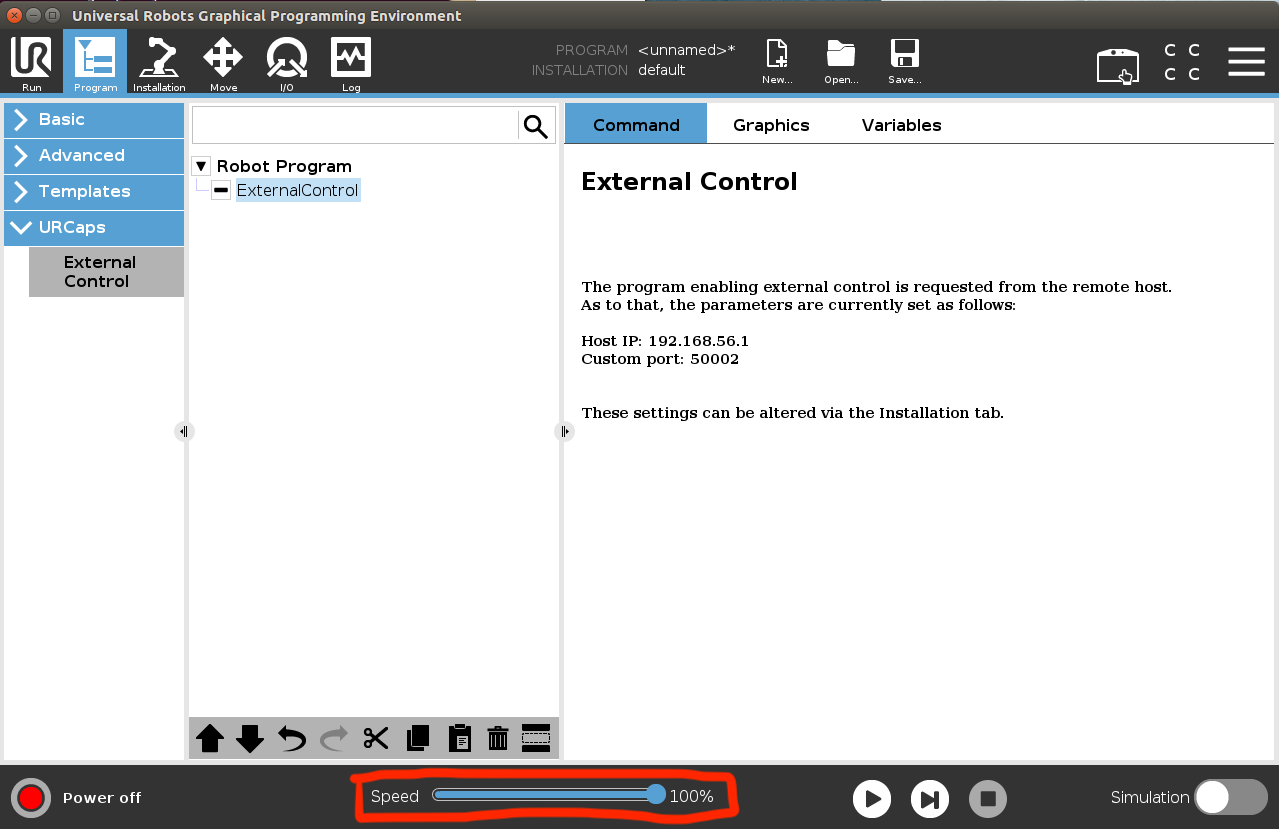 Universal Robots Graphical Programming Environment
UR
Run
Program
Installation
Move
I/O
Log
PROGRAM <unnamed>*
INSTALLATION default
New...
Open...
Save...
C C
C C
Basic
Advanced
Templates
URCaps
External
Control
Robot Program
ExternalControl
Command Graphics Variables
External Control
The program enabling external control is requested from the remote host.
As to that, the parameters are currently set as follows:
Host IP: 192.168.56.1
Custom port: 50002
These settings can be altered via the Installation tab.
Power off
Speed 100%
Simulation